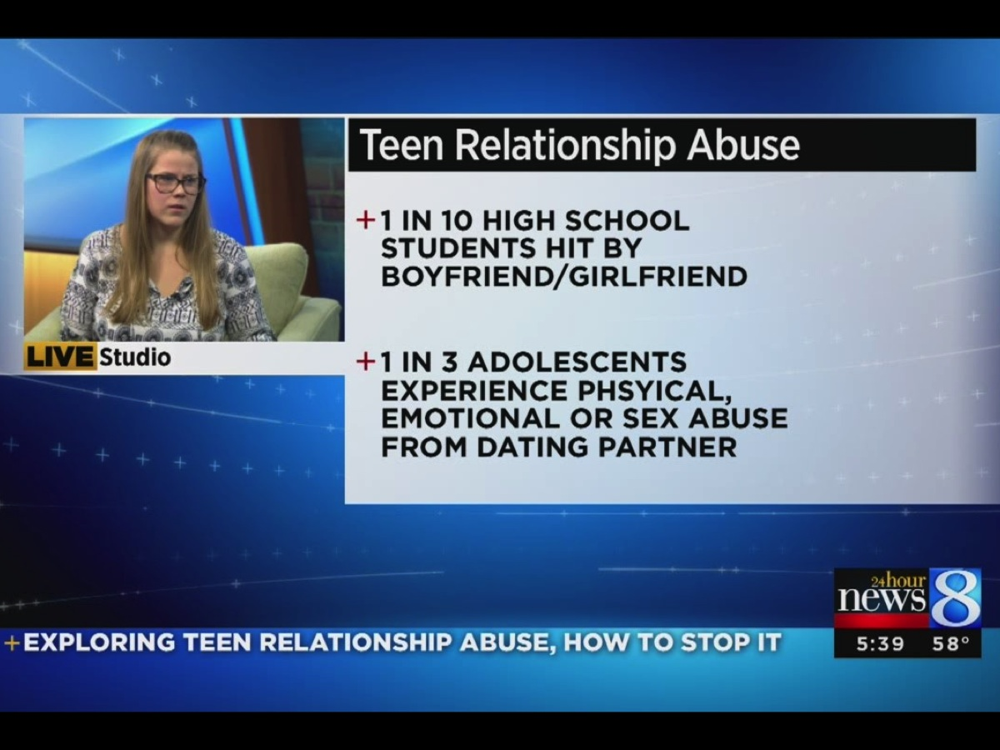 Teen Relationship Abuse
+1 IN 10 HIGH SCHOOL
STUDENTS HIT BY
BOYFRIEND/GIRLFRIEND
+1 IN 3 ADOLESCENTS
EXPERIENCE PHSYICAL,
EMOTIONAL OR SEX ABUSE
FROM DATING PARTNER
LIVE Studio
24hour
news 8
5:39 58°
+EXPLORING TEEN RELATIONSHIP ABUSE, HOW TO STOP IT